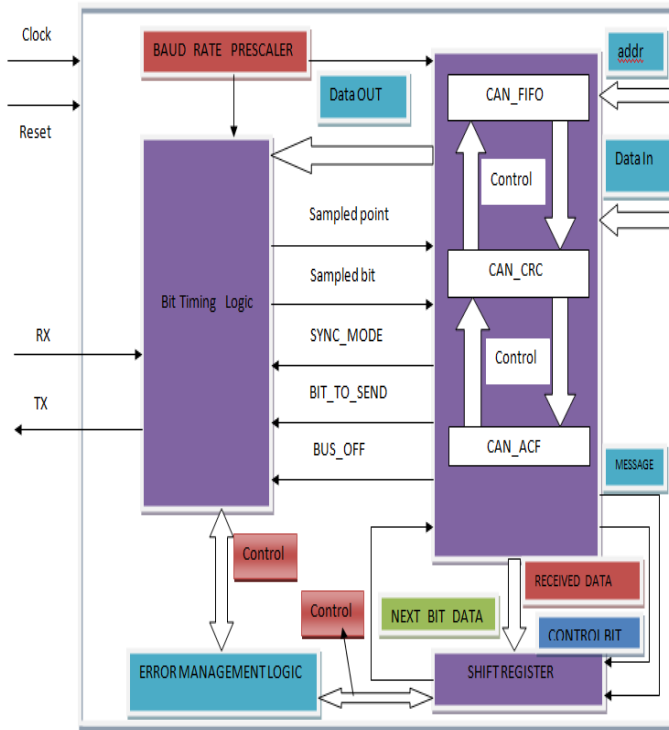 Clock
BAUD RATE PRESCALER
addr
Data OUT
CAN_FIFO
Reset
Data In
Control
Sampled point
CAN_CRC
Sampled bit
Bit Timing Logic
RX
SYNC_MODE
Control
BIT_TO_SEND
TX
BUS_OFF
CAN_ACF
MESSAGE
Control
RECEIVED DATA
Control
NEXT BIT DATA
CONTROL BIT
ERROR MANAGEMENT LOGIC
SHIFT REGISTER